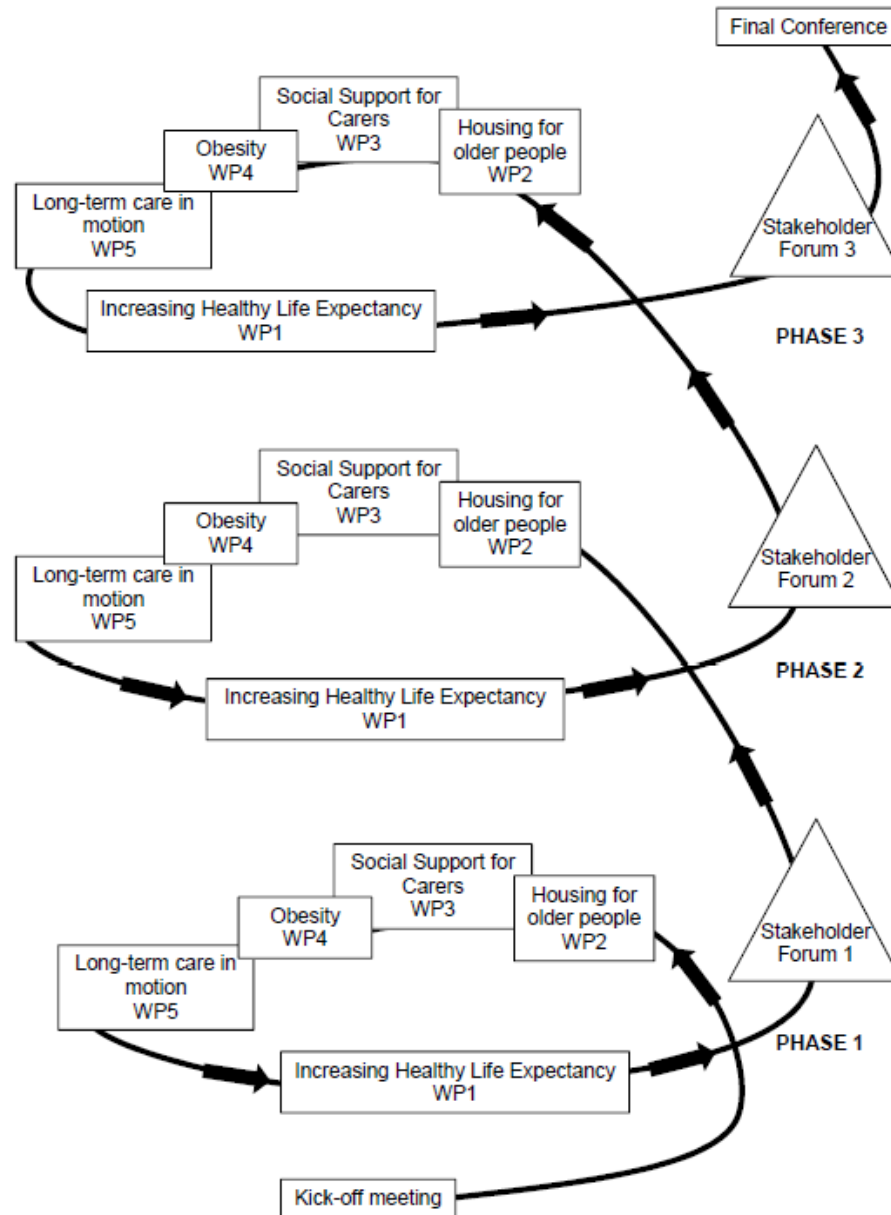 Final Conference
Social Support for
Carers
WP3
Housing for
older people
WP2
Obesity
WP4
Long-term care in
motion
WP5
Stakeholder
Forum 3
Increasing Healthy Life Expectancy
WP1
PHASE 3
Social Support for
Carers
WP3
Housing for
older people
WP2
Obesity
WP4
Long-term care in
motion
WP5
Stakeholder
Forum 2
Increasing Healthy Life Expectancy
WP1
PHASE 2
Social Support for
Carers
WP3
Housing for
older people
WP2
Obesity
WP4
Long-term care in
motion
WP5
Stakeholder
Forum 1
Increasing Healthy Life Expectancy
WP1
PHASE 1
Kick-off meeting